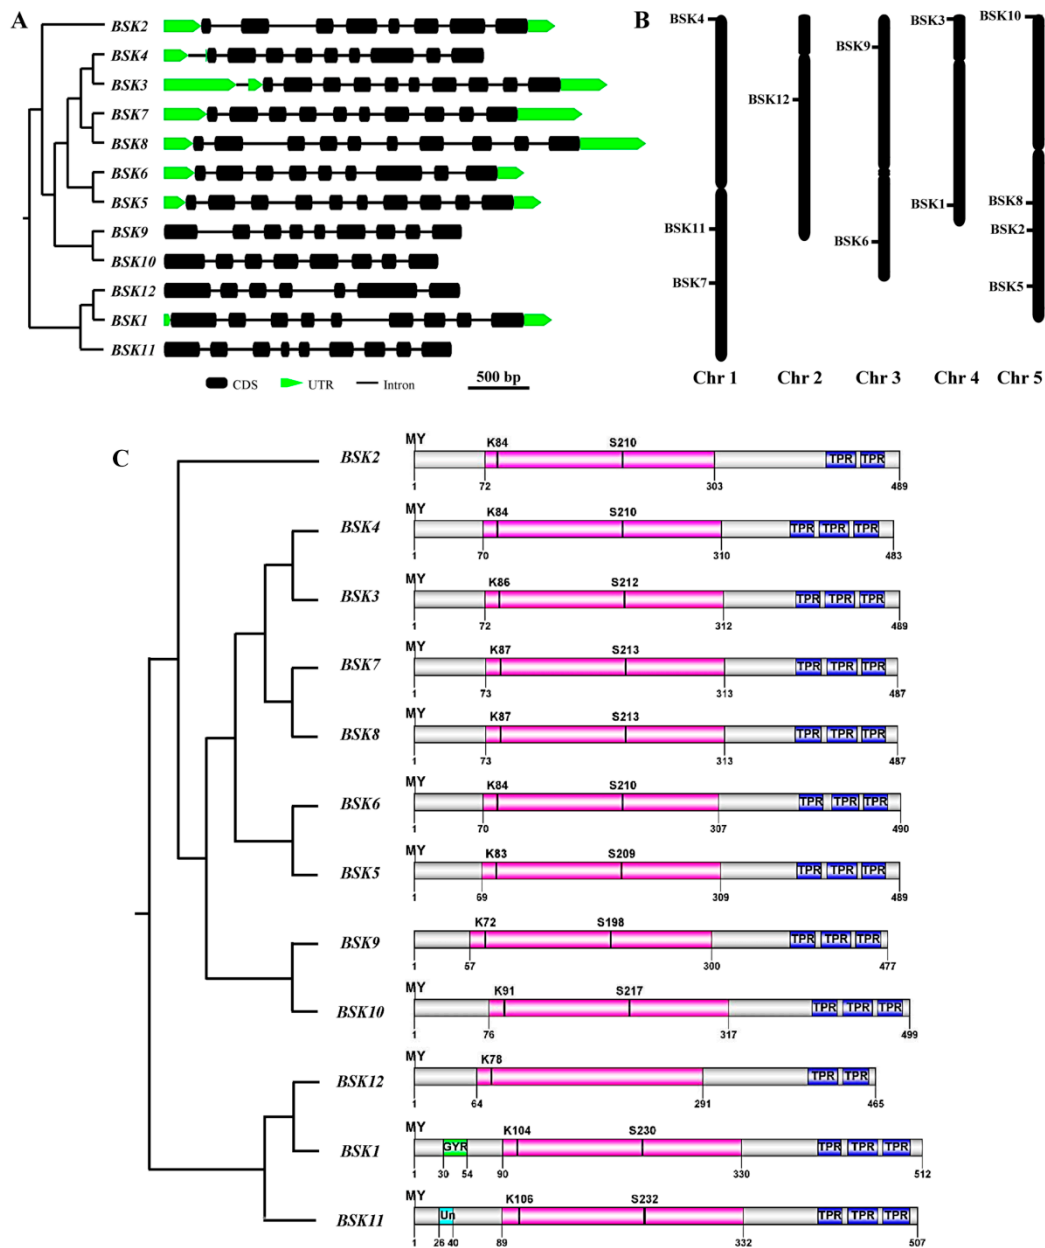 A
BSK2
BSK4
BSK3
BSK7
BSK8
BSK6
BSK5
BSK9
BSK10
BSK12
BSK1
BSK11
CDS UTR Intron 500 bp
B
BSK4 BSK3 BSK10
BSK9
BSK12
BSK1 BSK8
BSK11 BSK2
BSK6
BSK7 BSK5
Chr 1 Chr 2 Chr 3 Chr 4 Chr 5
C
MY K84 S210
BSK2 TPR TPR
1 72 303 489
MY K84 S210
BSK4 TPR TPR TPR
1 70 310 483
MY K86 S212
BSK3 TPR TPR TPR
1 72 312 489
MY K87 S213
BSK7 TPR TPR TPR
1 73 313 487
MY K87 S213
BSK8 TPR TPR TPR
1 73 313 487
MY K84 S210
BSK6 TPR TPR TPR
1 70 307 490
MY K83 S209
BSK5 TPR TPR TPR
1 69 309 489
MY K72 S198
BSK9 TPR TPR TPR
1 57 300 477
MY K91 S217
BSK10 TPR TPR TPR
1 76 317 499
MY K78
BSK12 TPR TPR
1 64 291 465
MY K104 S230
BSK1 GYR TPR TPR TPR
1 30 54 90 330 512
MY K106 S232
BSK11 Un TPR TPR TPR
1 26 40 89 332 507